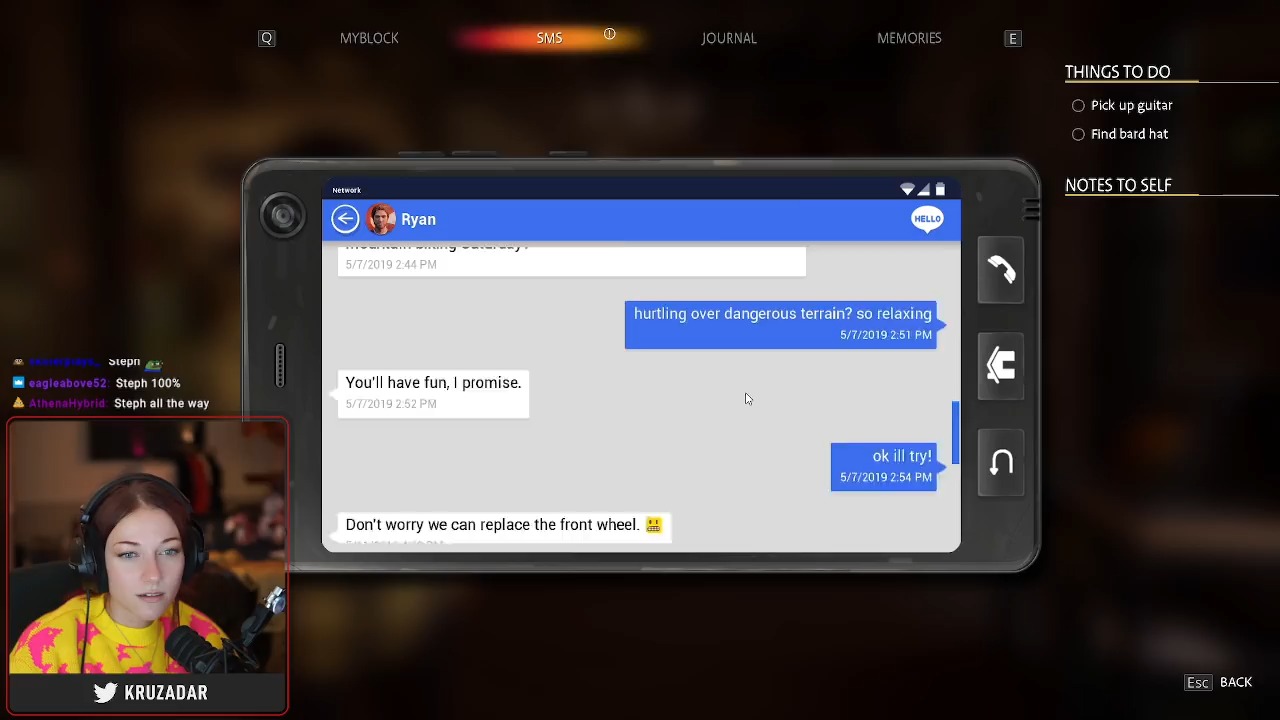 Q
MYBLOCK
SMS
JOURNAL
MEMORIES
E
THINGS TO DO
Pick up guitar
Find bard hat
NOTES TO SELF
Network
Ryan
HELLO
mountain biking Saturday?
5/7/2019 2:44 PM
hurtling over dangerous terrain? so relaxing
5/7/2019 2:51 PM
You'll have fun, I promise.
5/7/2019 2:52 PM
ok ill try!
5/7/2019 2:54 PM
Don't worry we can replace the front wheel. 😬
Steph
eagleabove52: Steph 100%
AthenaHybrid: Steph all the way
KRUZADAR
Esc BACK